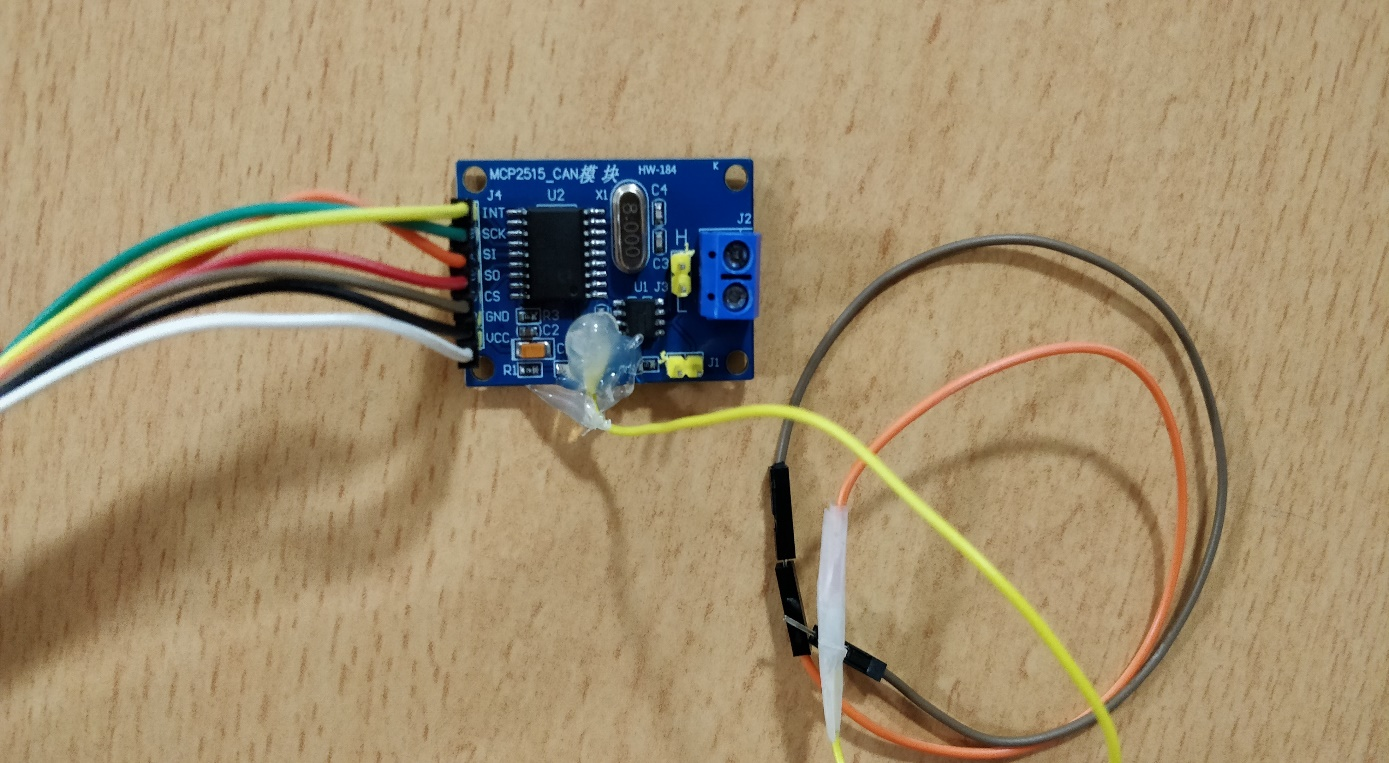 MCP2515_CAN模块 HW-184 K
J4 U2 X1 C4
INT
J2
SCK
8.000
H
SI
C3
SO
U1 J3
CS
L
GND R3
C2
VCC
C
R1 J1